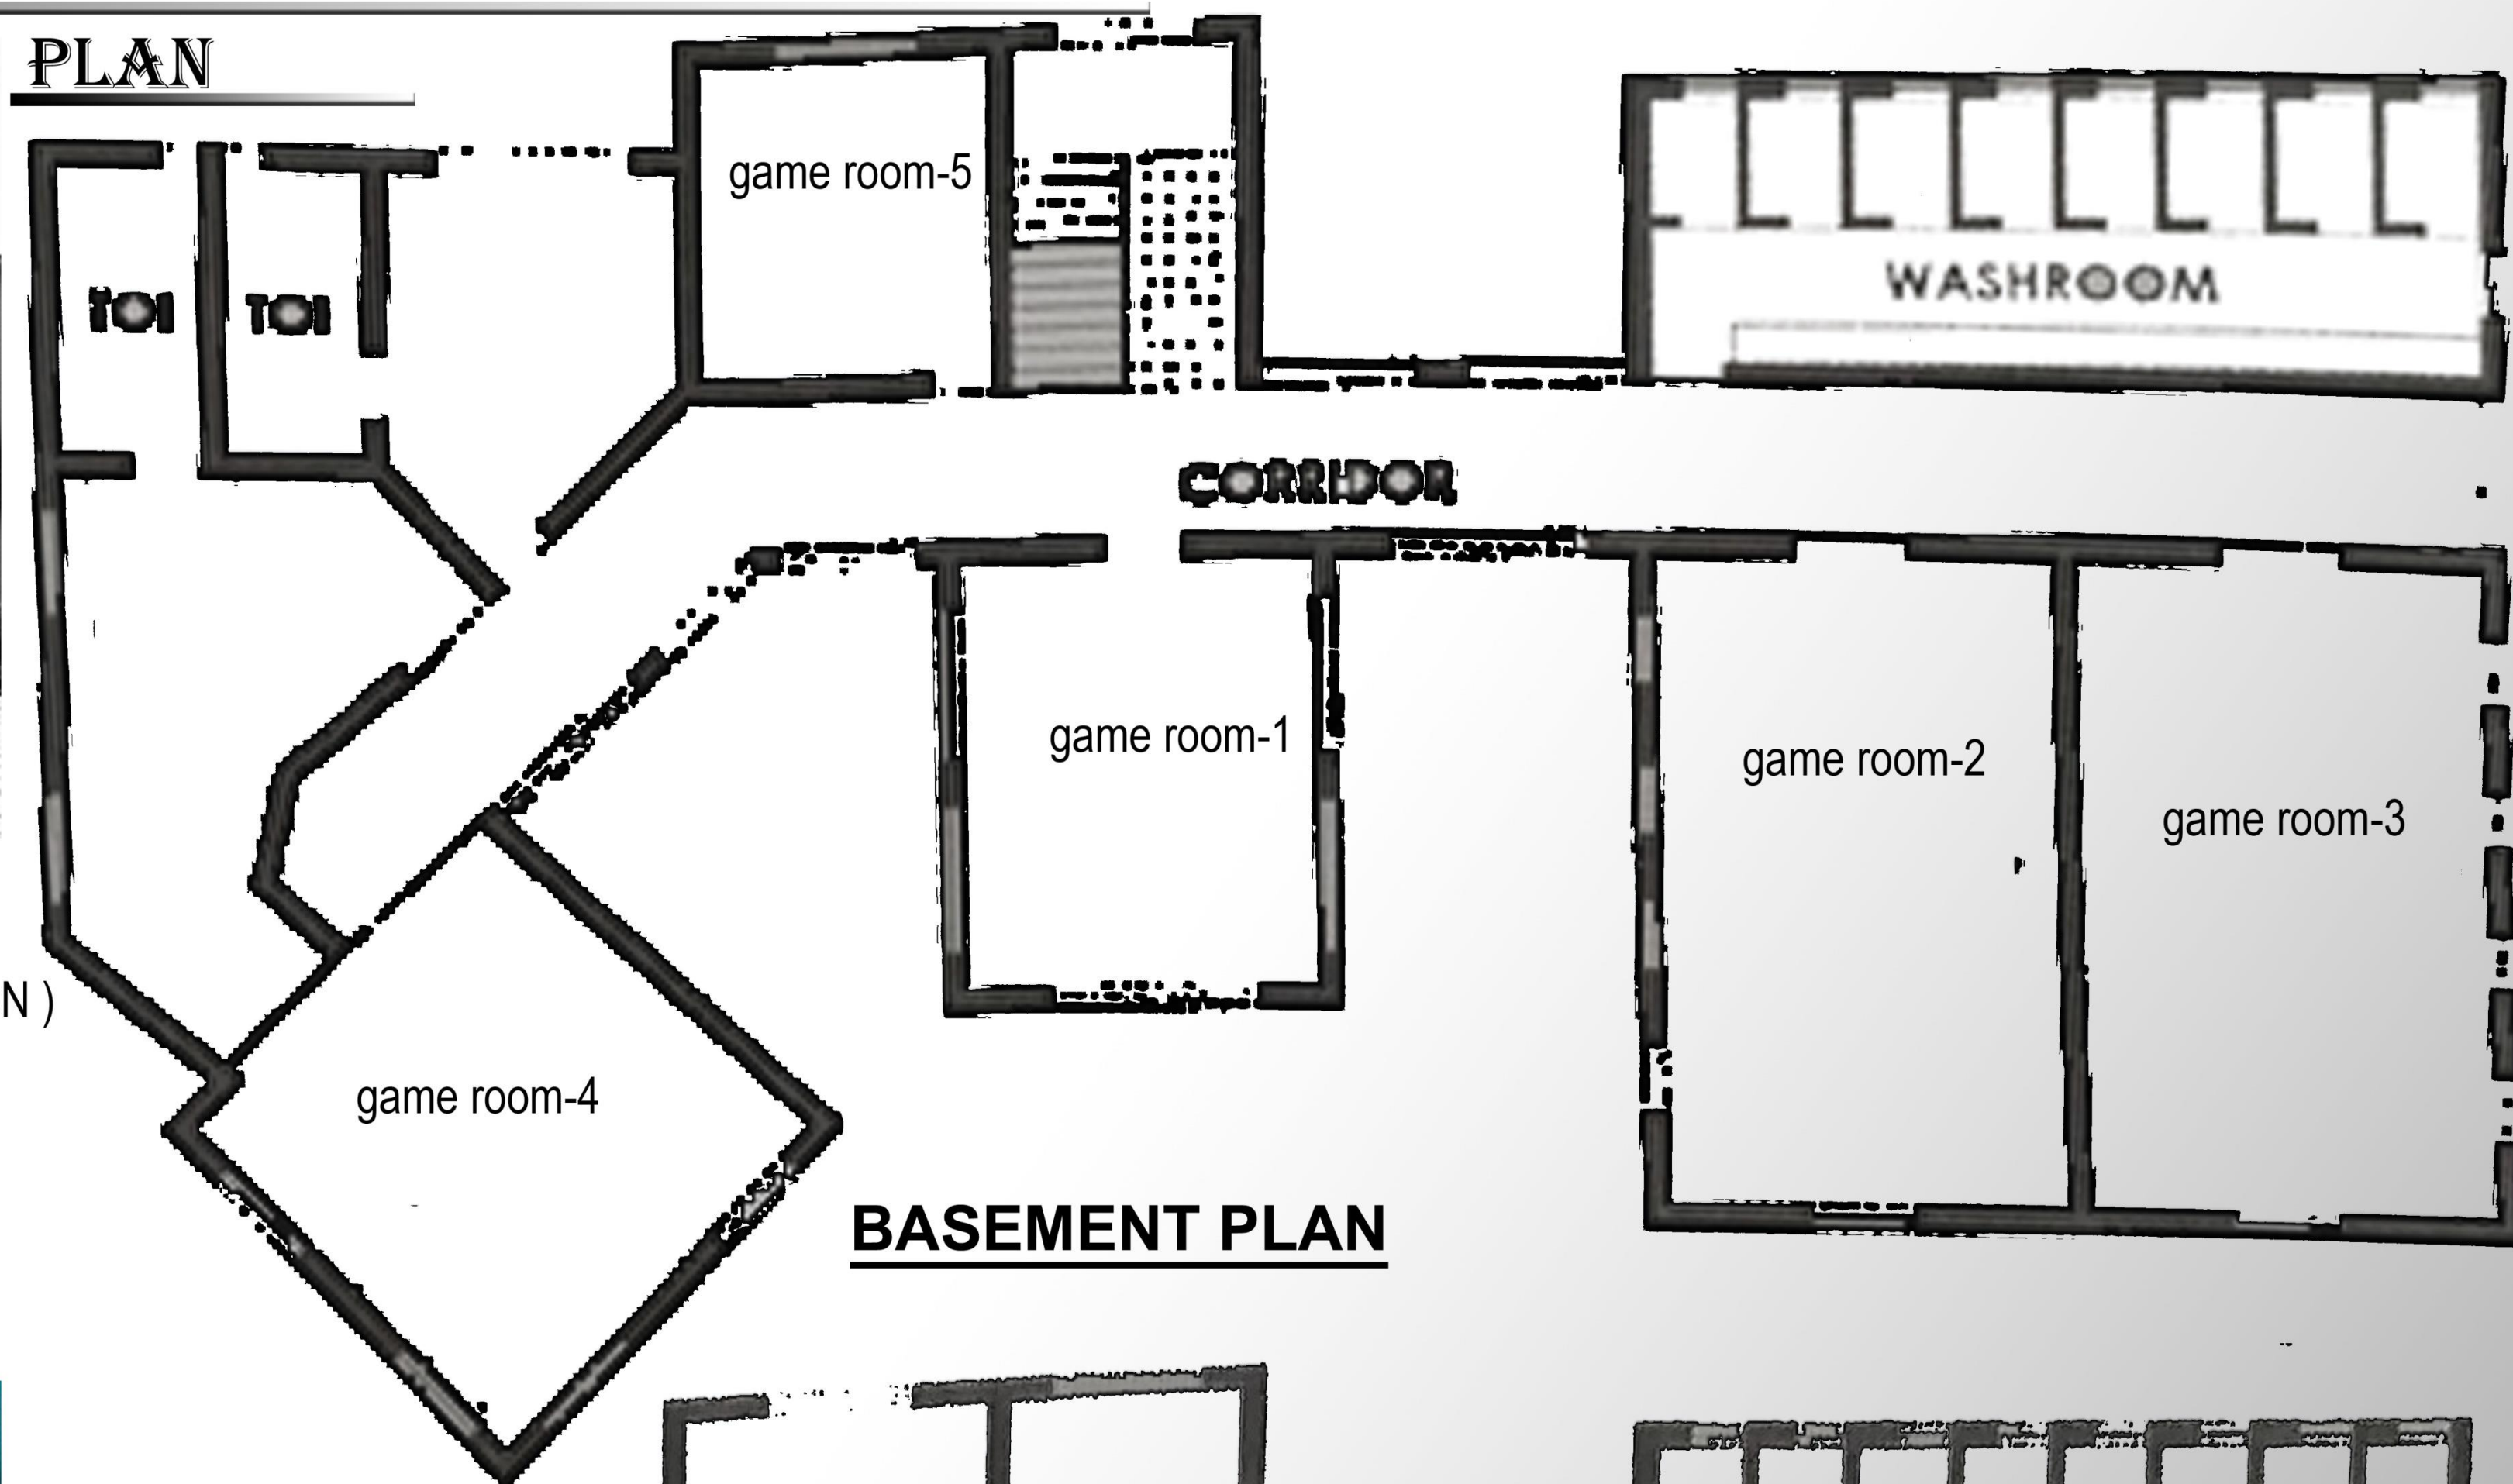 PLAN
game room-5
TOI
TOI
WASHROOM
CORRIDOR
game room-1
game room-2
game room-3
N )
game room-4
BASEMENT PLAN